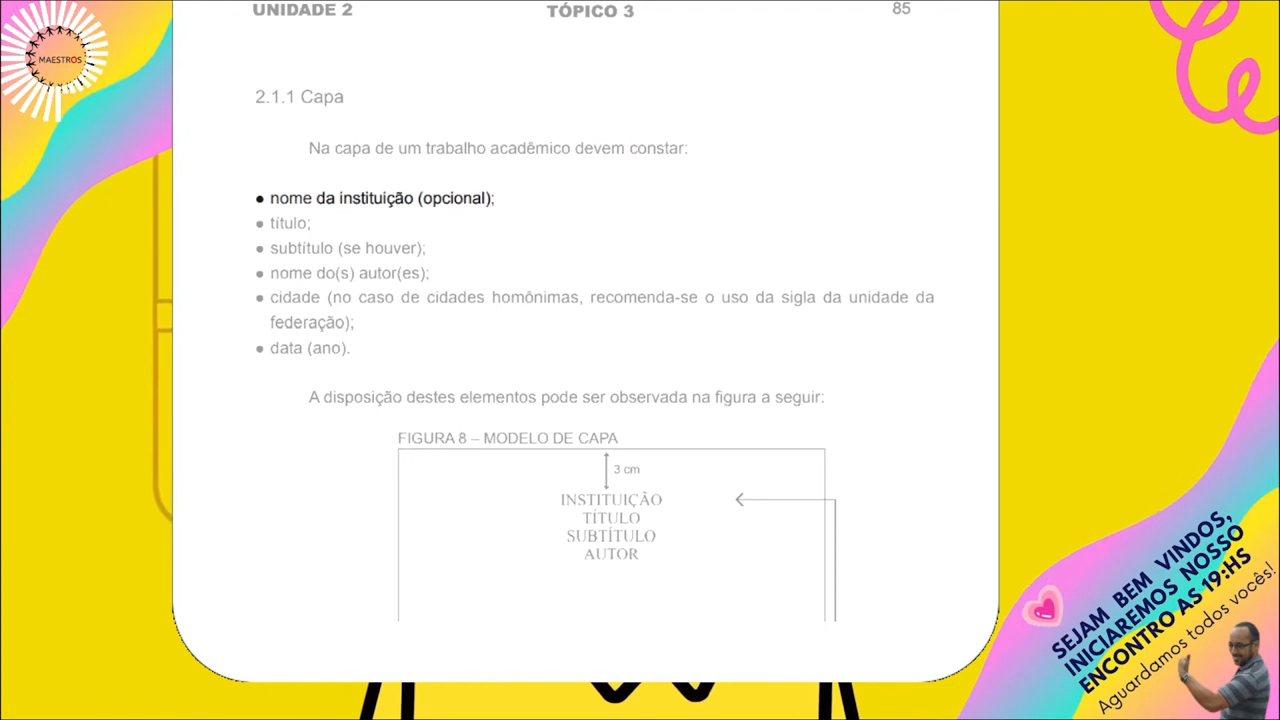 MAESTROS
UNIDADE 2 TÓPICO 3 85
2.1.1 Capa
Na capa de um trabalho acadêmico devem constar:
● nome da instituição (opcional);
● título;
● subtítulo (se houver);
● nome do(s) autor(es);
● cidade (no caso de cidades homônimas, recomenda-se o uso da sigla da unidade da
federação);
● data (ano).
A disposição destes elementos pode ser observada na figura a seguir:
FIGURA 8 – MODELO DE CAPA
3 cm
INSTITUIÇÃO
TÍTULO
SUBTÍTULO
AUTOR
SEJAM BEM VINDOS,
INICIAREMOS NOSSO
ENCONTRO AS 19:HS
Aguardamos todos vocês!